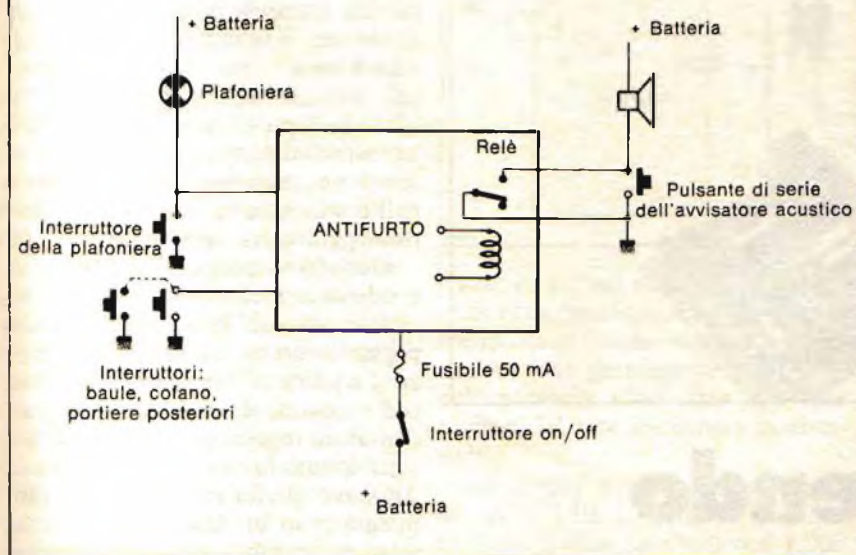 + Batteria
Plafoniera
Interruttore
della plafoniera
Interruttori:
baule, cofano,
portiere posteriori
ANTIFURTO
Relè
+ Batteria
Pulsante di serie
dell'avvisatore acustico
Fusibile 50 mA
Interruttore on/off
+
Batteria